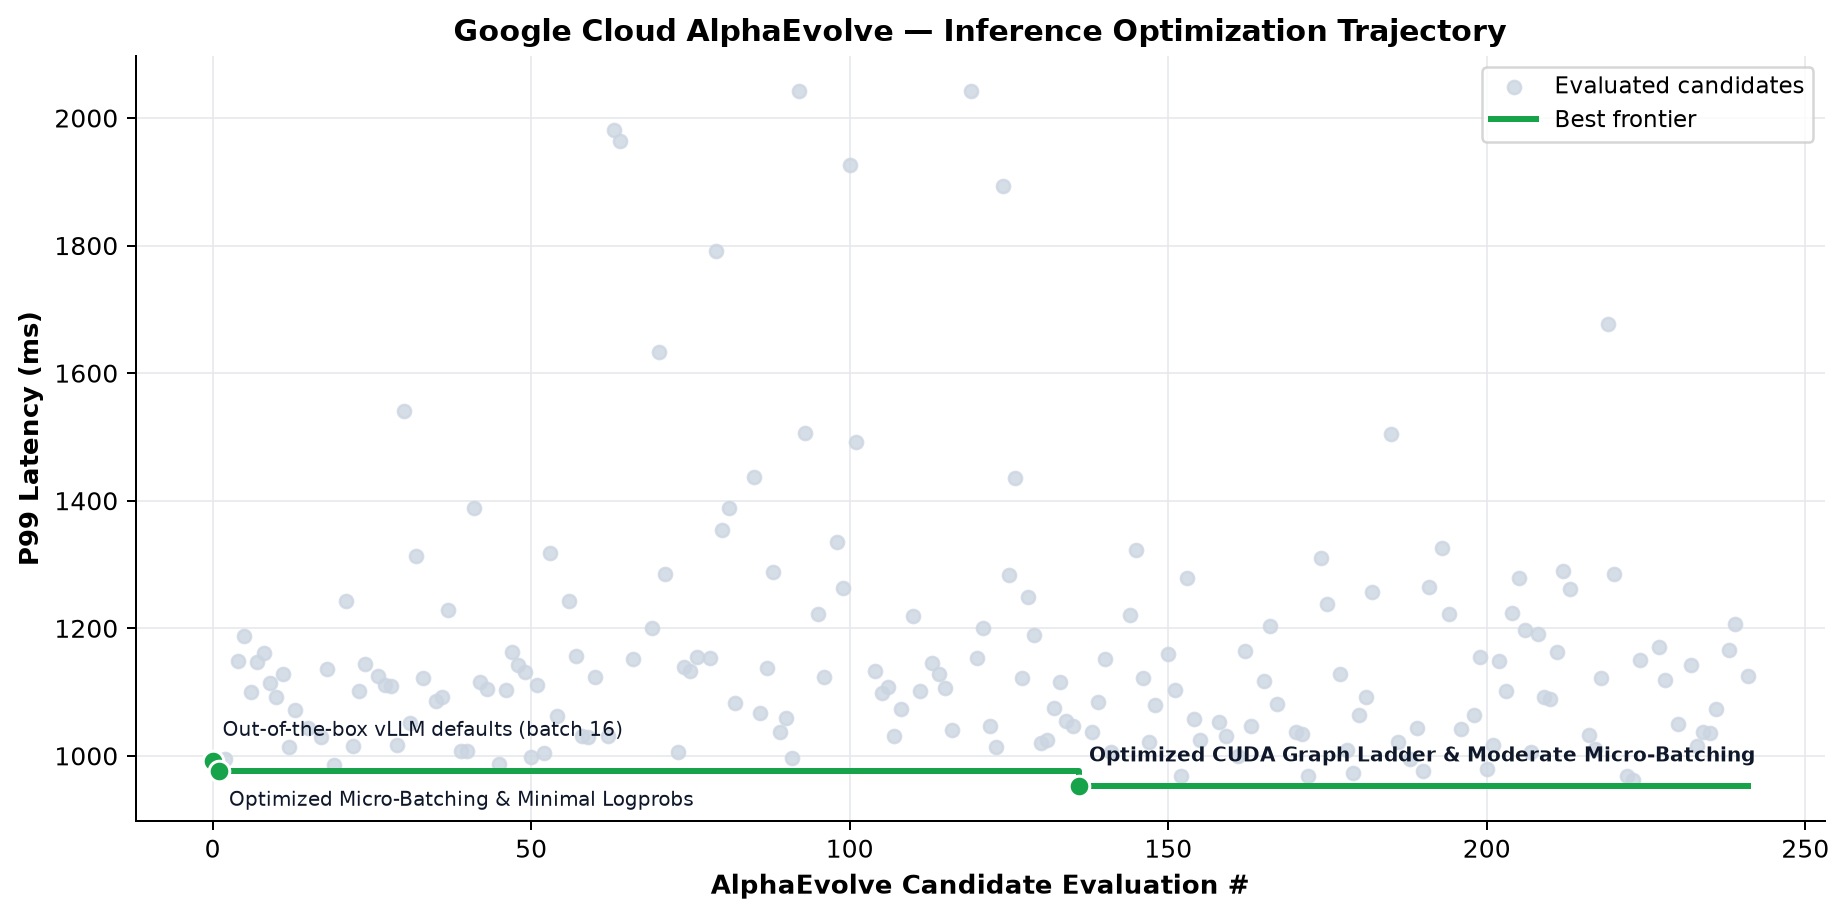 Google Cloud AlphaEvolve — Inference Optimization Trajectory
Evaluated candidates
Best frontier
P99 Latency (ms)
2000
1800
1600
1400
1200
1000
Out-of-the-box vLLM defaults (batch 16)
Optimized CUDA Graph Ladder & Moderate Micro-Batching
Optimized Micro-Batching & Minimal Logprobs
0
50
100
150
200
250
AlphaEvolve Candidate Evaluation #